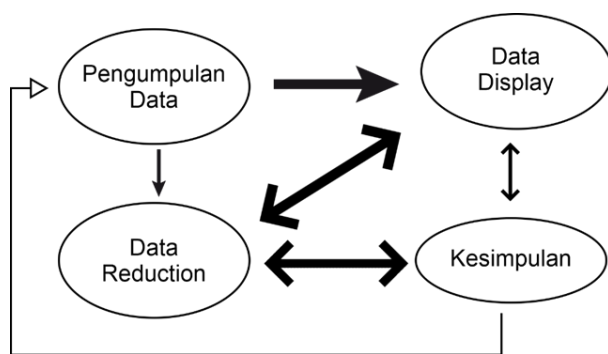 Pengumpulan
Data
Data
Display
Data
Reduction
Kesimpulan